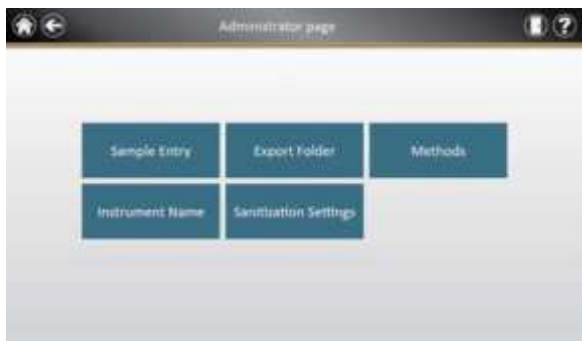 Administrator page
?
Sample Entry
Export Folder
Methods
Instrument Name
Sanitization Settings